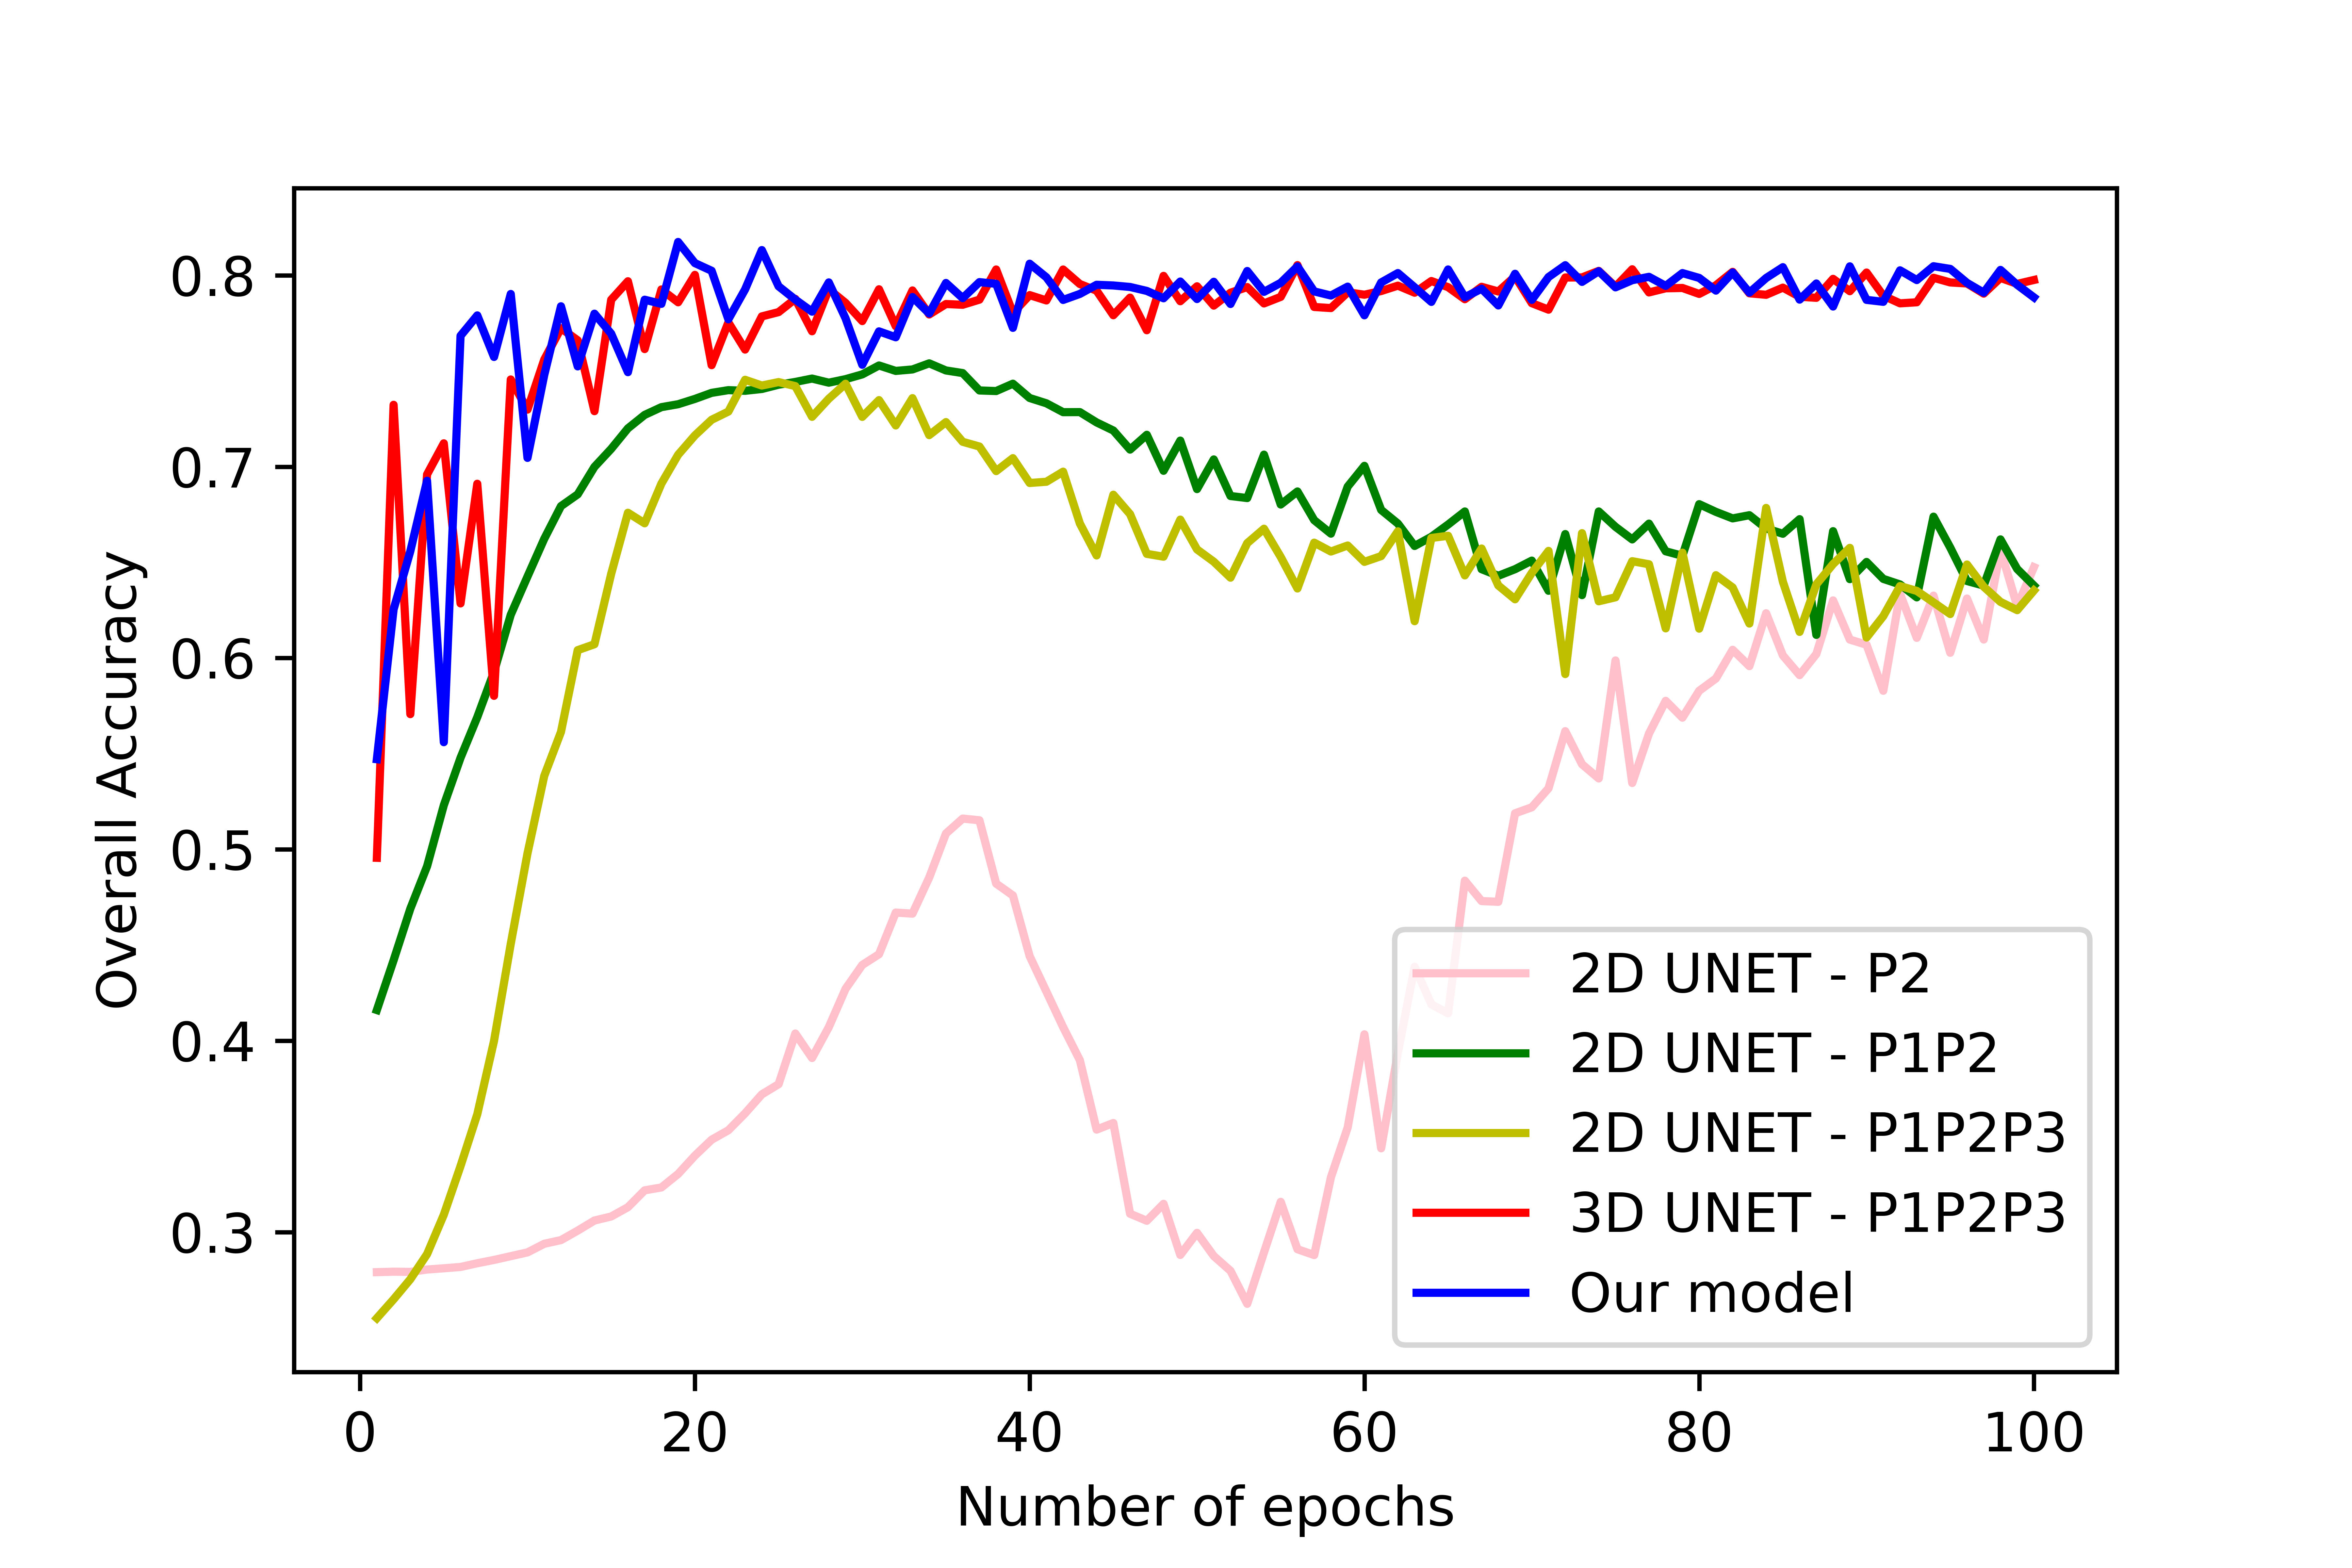 0.8
0.7
0.6
0.5
0.4
0.3
Overall Accuracy
2D UNET - P2
2D UNET - P1P2
2D UNET - P1P2P3
3D UNET - P1P2P3
Our model
0 20 40 60 80 100
Number of epochs